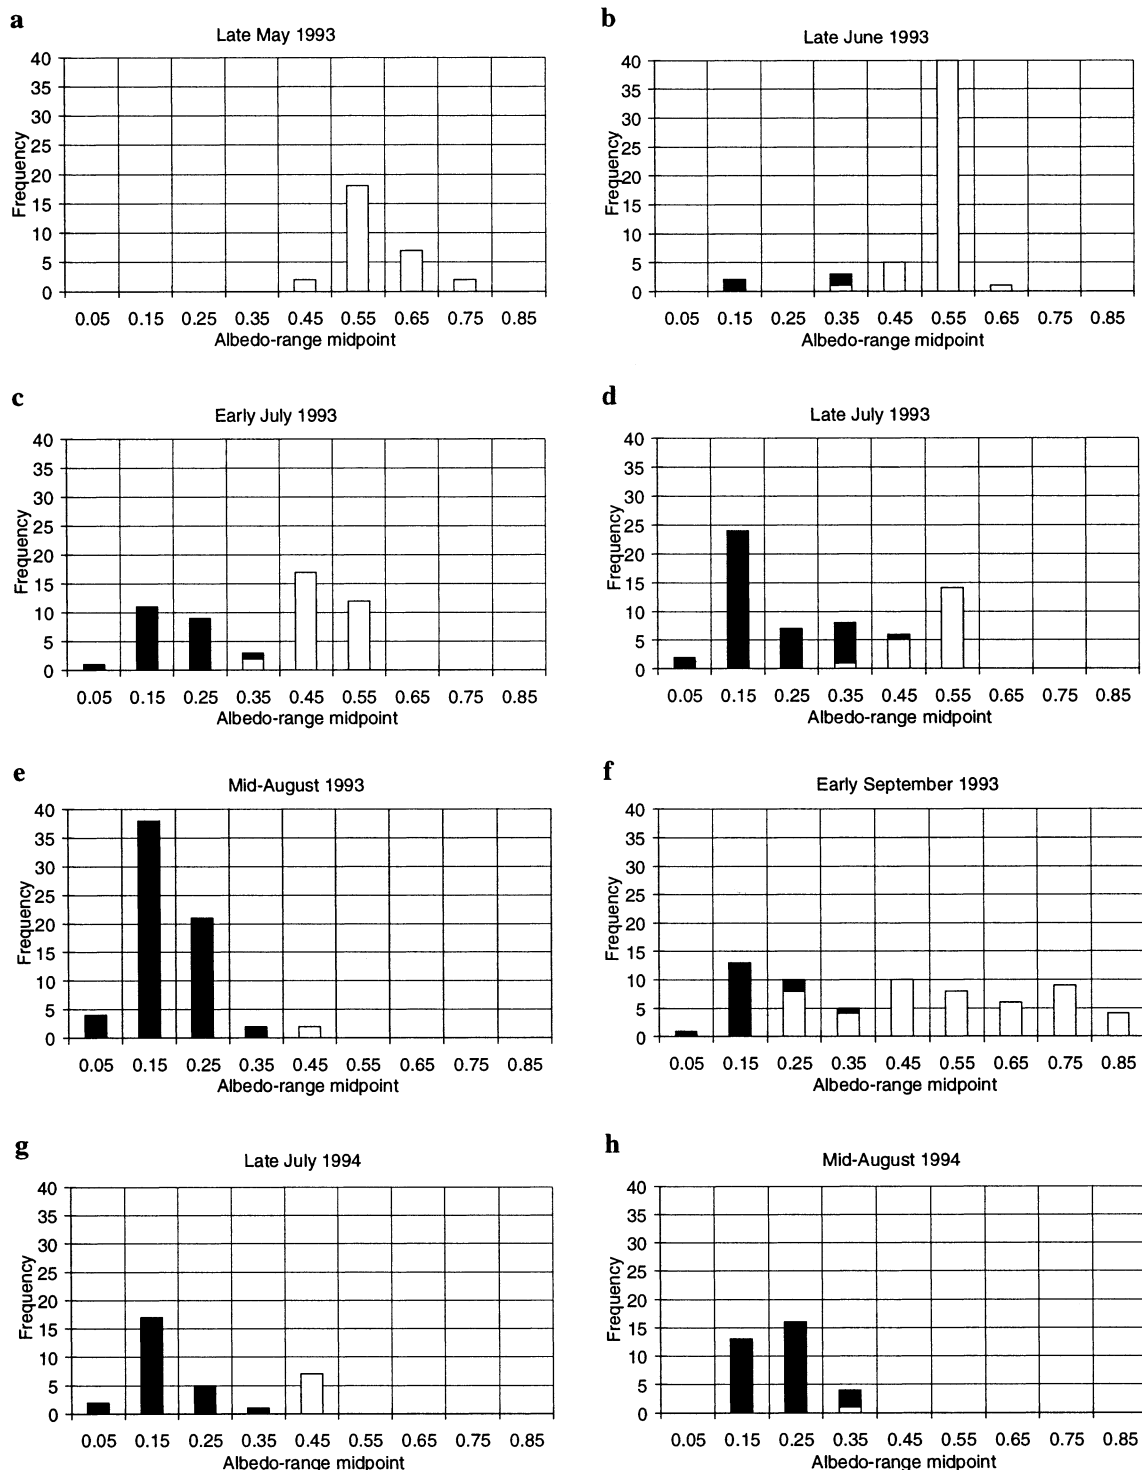 a
Late May 1993
40
35
30
25
20
15
10
5
0
Frequency
0.05 0.15 0.25 0.35 0.45 0.55 0.65 0.75 0.85
Albedo-range midpoint
b
Late June 1993
40
35
30
25
20
15
10
5
0
Frequency
0.05 0.15 0.25 0.35 0.45 0.55 0.65 0.75 0.85
Albedo-range midpoint
c
Early July 1993
40
35
30
25
20
15
10
5
0
Frequency
0.05 0.15 0.25 0.35 0.45 0.55 0.65 0.75 0.85
Albedo-range midpoint
d
Late July 1993
40
35
30
25
20
15
10
5
0
Frequency
0.05 0.15 0.25 0.35 0.45 0.55 0.65 0.75 0.85
Albedo-range midpoint
e
Mid-August 1993
40
35
30
25
20
15
10
5
0
Frequency
0.05 0.15 0.25 0.35 0.45 0.55 0.65 0.75 0.85
Albedo-range midpoint
f
Early September 1993
40
35
30
25
20
15
10
5
0
Frequency
0.05 0.15 0.25 0.35 0.45 0.55 0.65 0.75 0.85
Albedo-range midpoint
g
Late July 1994
40
35
30
25
20
15
10
5
0
Frequency
0.05 0.15 0.25 0.35 0.45 0.55 0.65 0.75 0.85
Albedo-range midpoint
h
Mid-August 1994
40
35
30
25
20
15
10
5
0
Frequency
0.05 0.15 0.25 0.35 0.45 0.55 0.65 0.75 0.85
Albedo-range midpoint